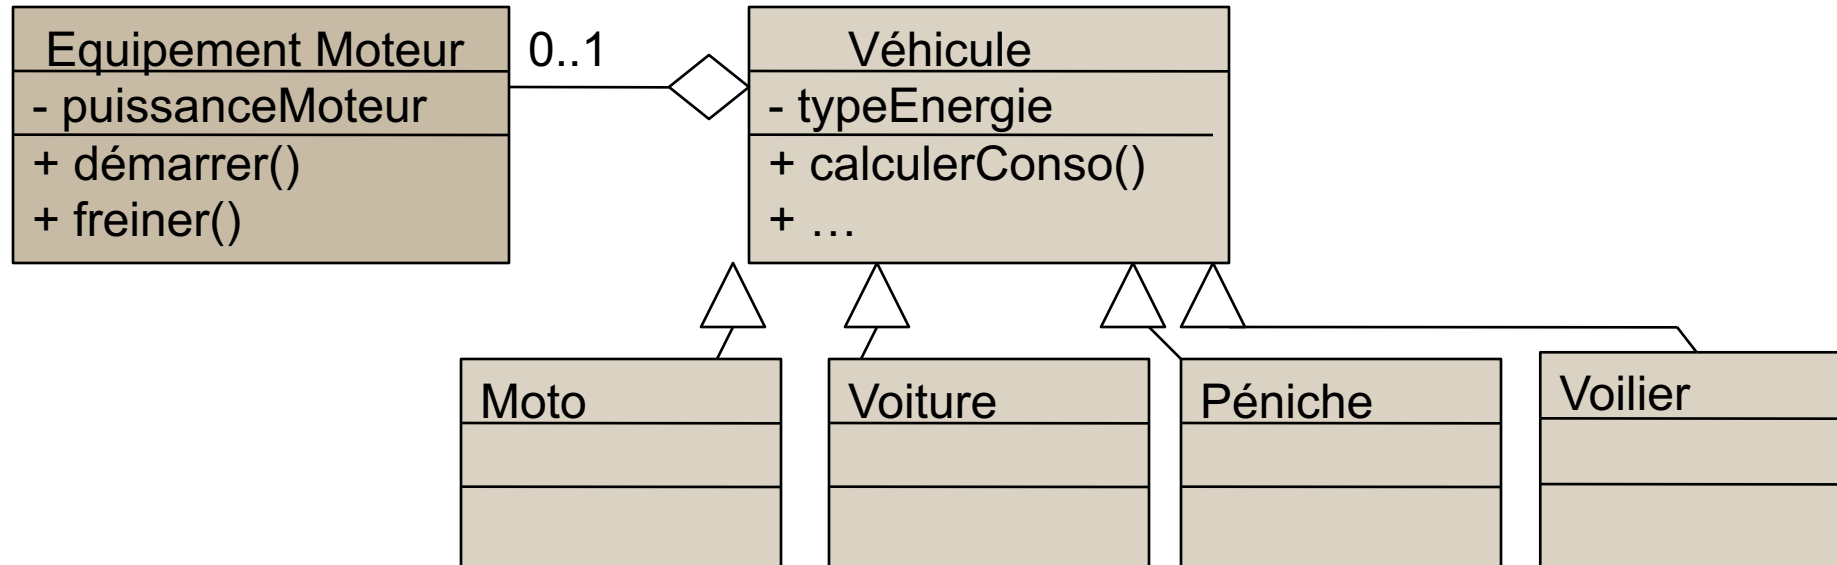 Equipement Moteur
- puissanceMoteur
+ démarrer()
+ freiner()
0..1
Véhicule
- typeEnergie
+ calculerConso()
+ ...
Moto
Voiture
Péniche
Voilier